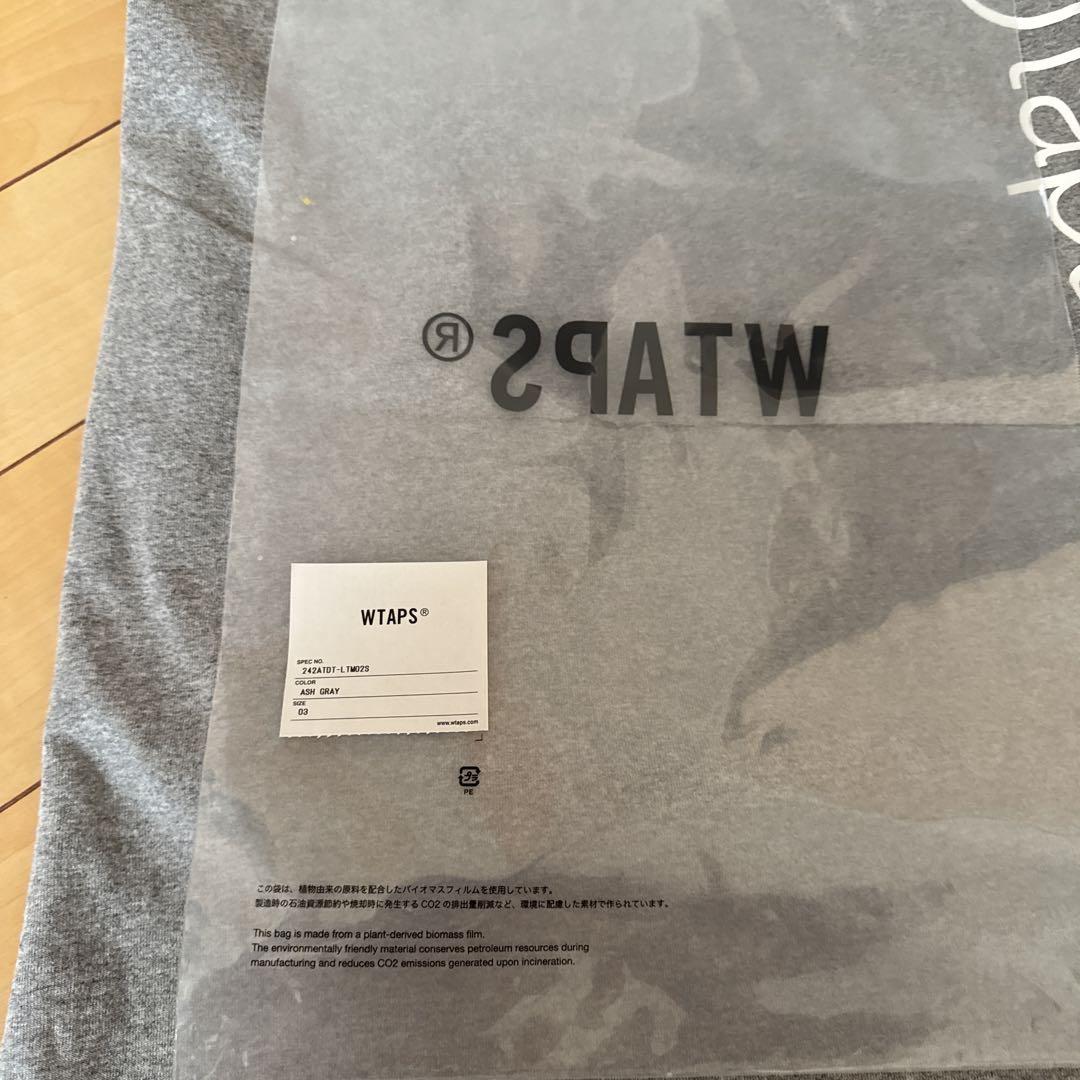 WTAPS®
WTAPS®
SPEC NO.
242ATDT-LTM02S
COLOR
ASH GRAY
SIZE
03
www.wtaps.com
プラ
PE
この袋は、植物由来の原料を配合したバイオマスフィルムを使用しています。
製造時の石油資源節約や焼却時に発生する CO2 の排出量削減など、環境に配慮した素材で作られています。
This bag is made from a plant-derived biomass film.
The environmentally friendly material conserves petroleum resources during
manufacturing and reduces CO2 emissions generated upon incineration.